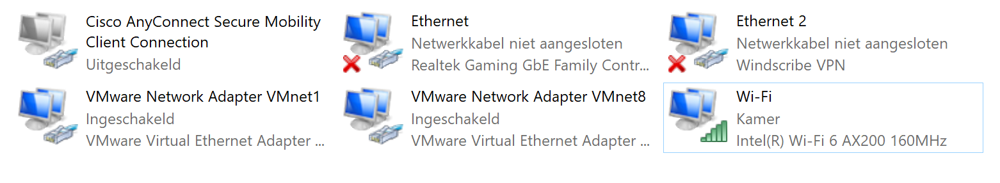 Cisco AnyConnect Secure Mobility
Client Connection
Uitgeschakeld
Ethernet
Netwerkkabel niet aangesloten
Realtek Gaming GbE Family Contr...
Ethernet 2
Netwerkkabel niet aangesloten
Windscribe VPN
VMware Network Adapter VMnet1
Ingeschakeld
VMware Virtual Ethernet Adapter ...
VMware Network Adapter VMnet8
Ingeschakeld
VMware Virtual Ethernet Adapter ...
Wi-Fi
Kamer
Intel(R) Wi-Fi 6 AX200 160MHz